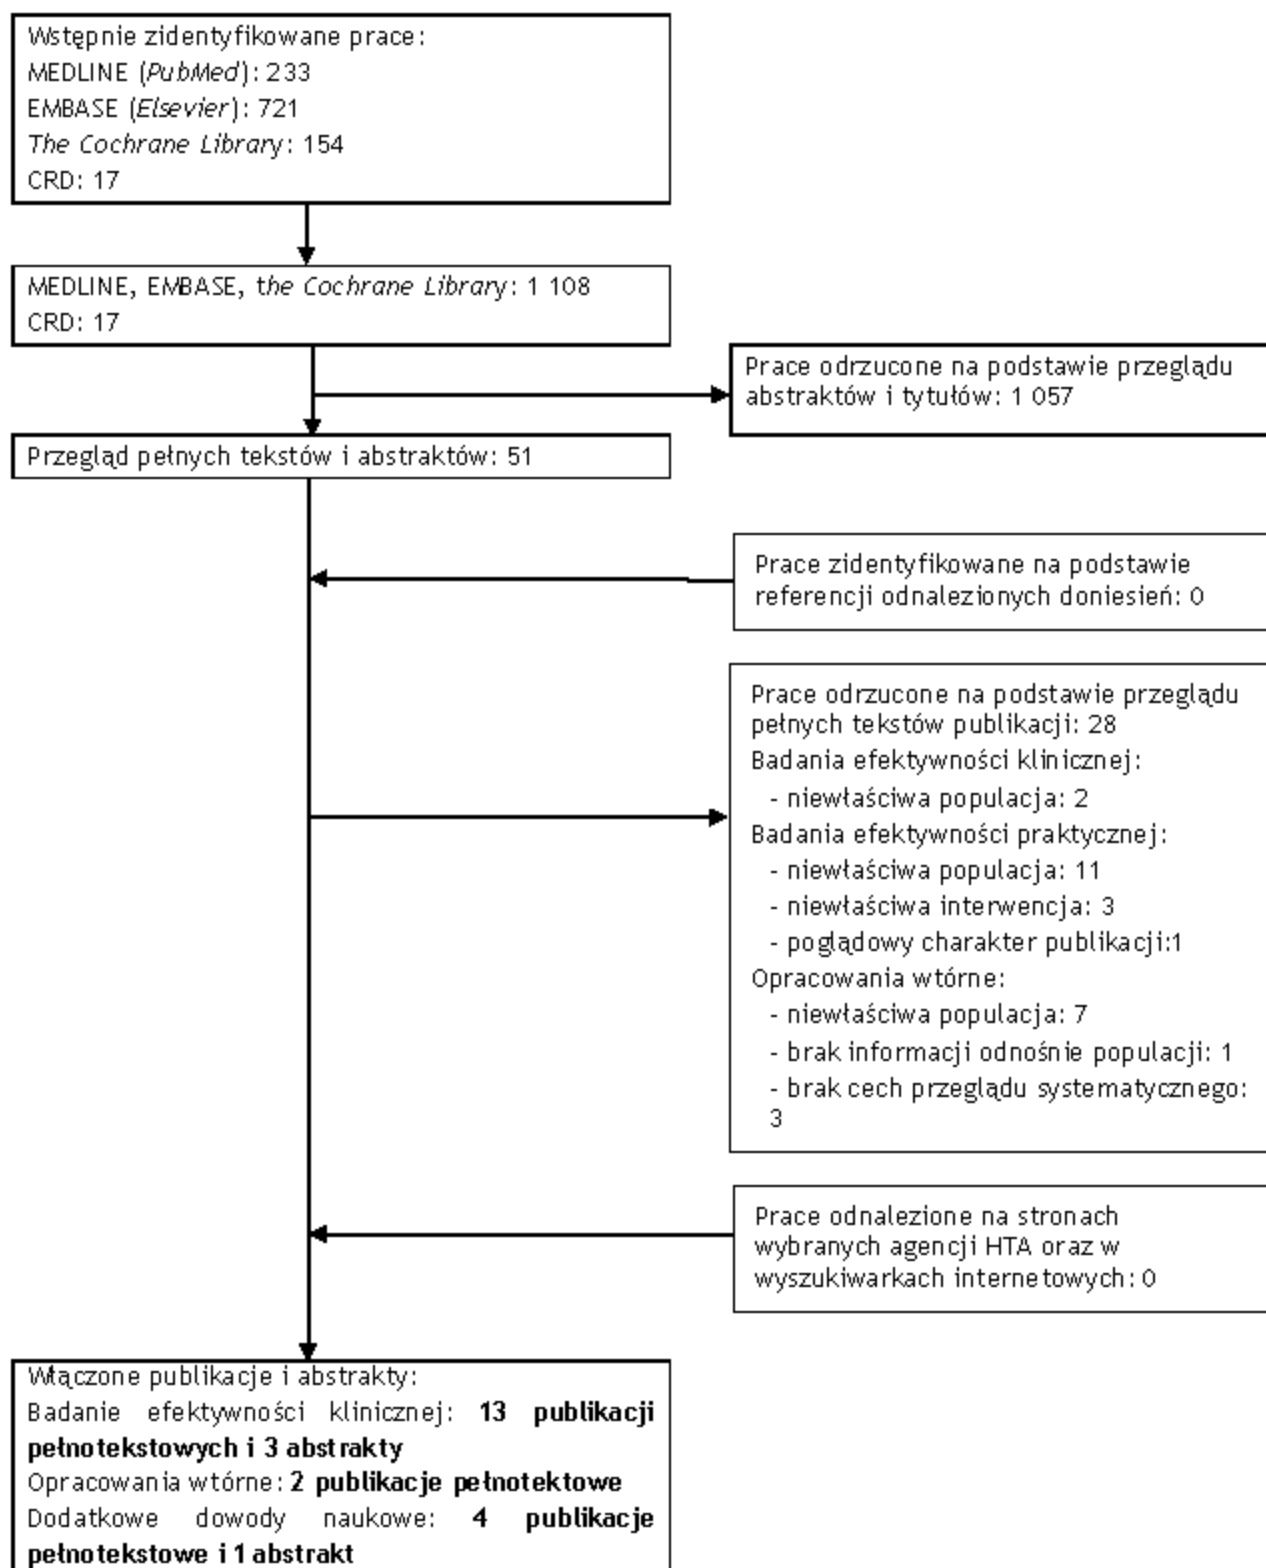 Wstępnie zidentyfikowane prace:
MEDLINE (PubMed): 233
EMBASE (Elsevier): 721
The Cochrane Library: 154
CRD: 17
MEDLINE, EMBASE, the Cochrane Library: 1 108
CRD: 17
Prace odrzucone na podstawie przeglądu
abstraktów i tytułów: 1 057
Przegląd pełnych tekstów i abstraktów: 51
Prace zidentyfikowane na podstawie
referencji odnalezionych doniesień: 0
Prace odrzucone na podstawie przeglądu
pełnych tekstów publikacji: 28
Badania efektywności klinicznej:
- niewłaściwa populacja: 2
Badania efektywności praktycznej:
- niewłaściwa populacja: 11
- niewłaściwa interwencja: 3
- poglądowy charakter publikacji:1
Opracowania wtórne:
- niewłaściwa populacja: 7
- brak informacji odnośnie populacji: 1
- brak cech przeglądu systematycznego:
3
Prace odnalezione na stronach
wybranych agencji HTA oraz w
wyszukiwarkach internetowych: 0
Włączone publikacje i abstrakty:
Badanie efektywności klinicznej: 13 publikacji
pełnotekstowych i 3 abstrakty
Opracowania wtórne: 2 publikacje pełnotektowe
Dodatkowe dowody naukowe: 4 publikacje
pełnotekstowe i 1 abstrakt